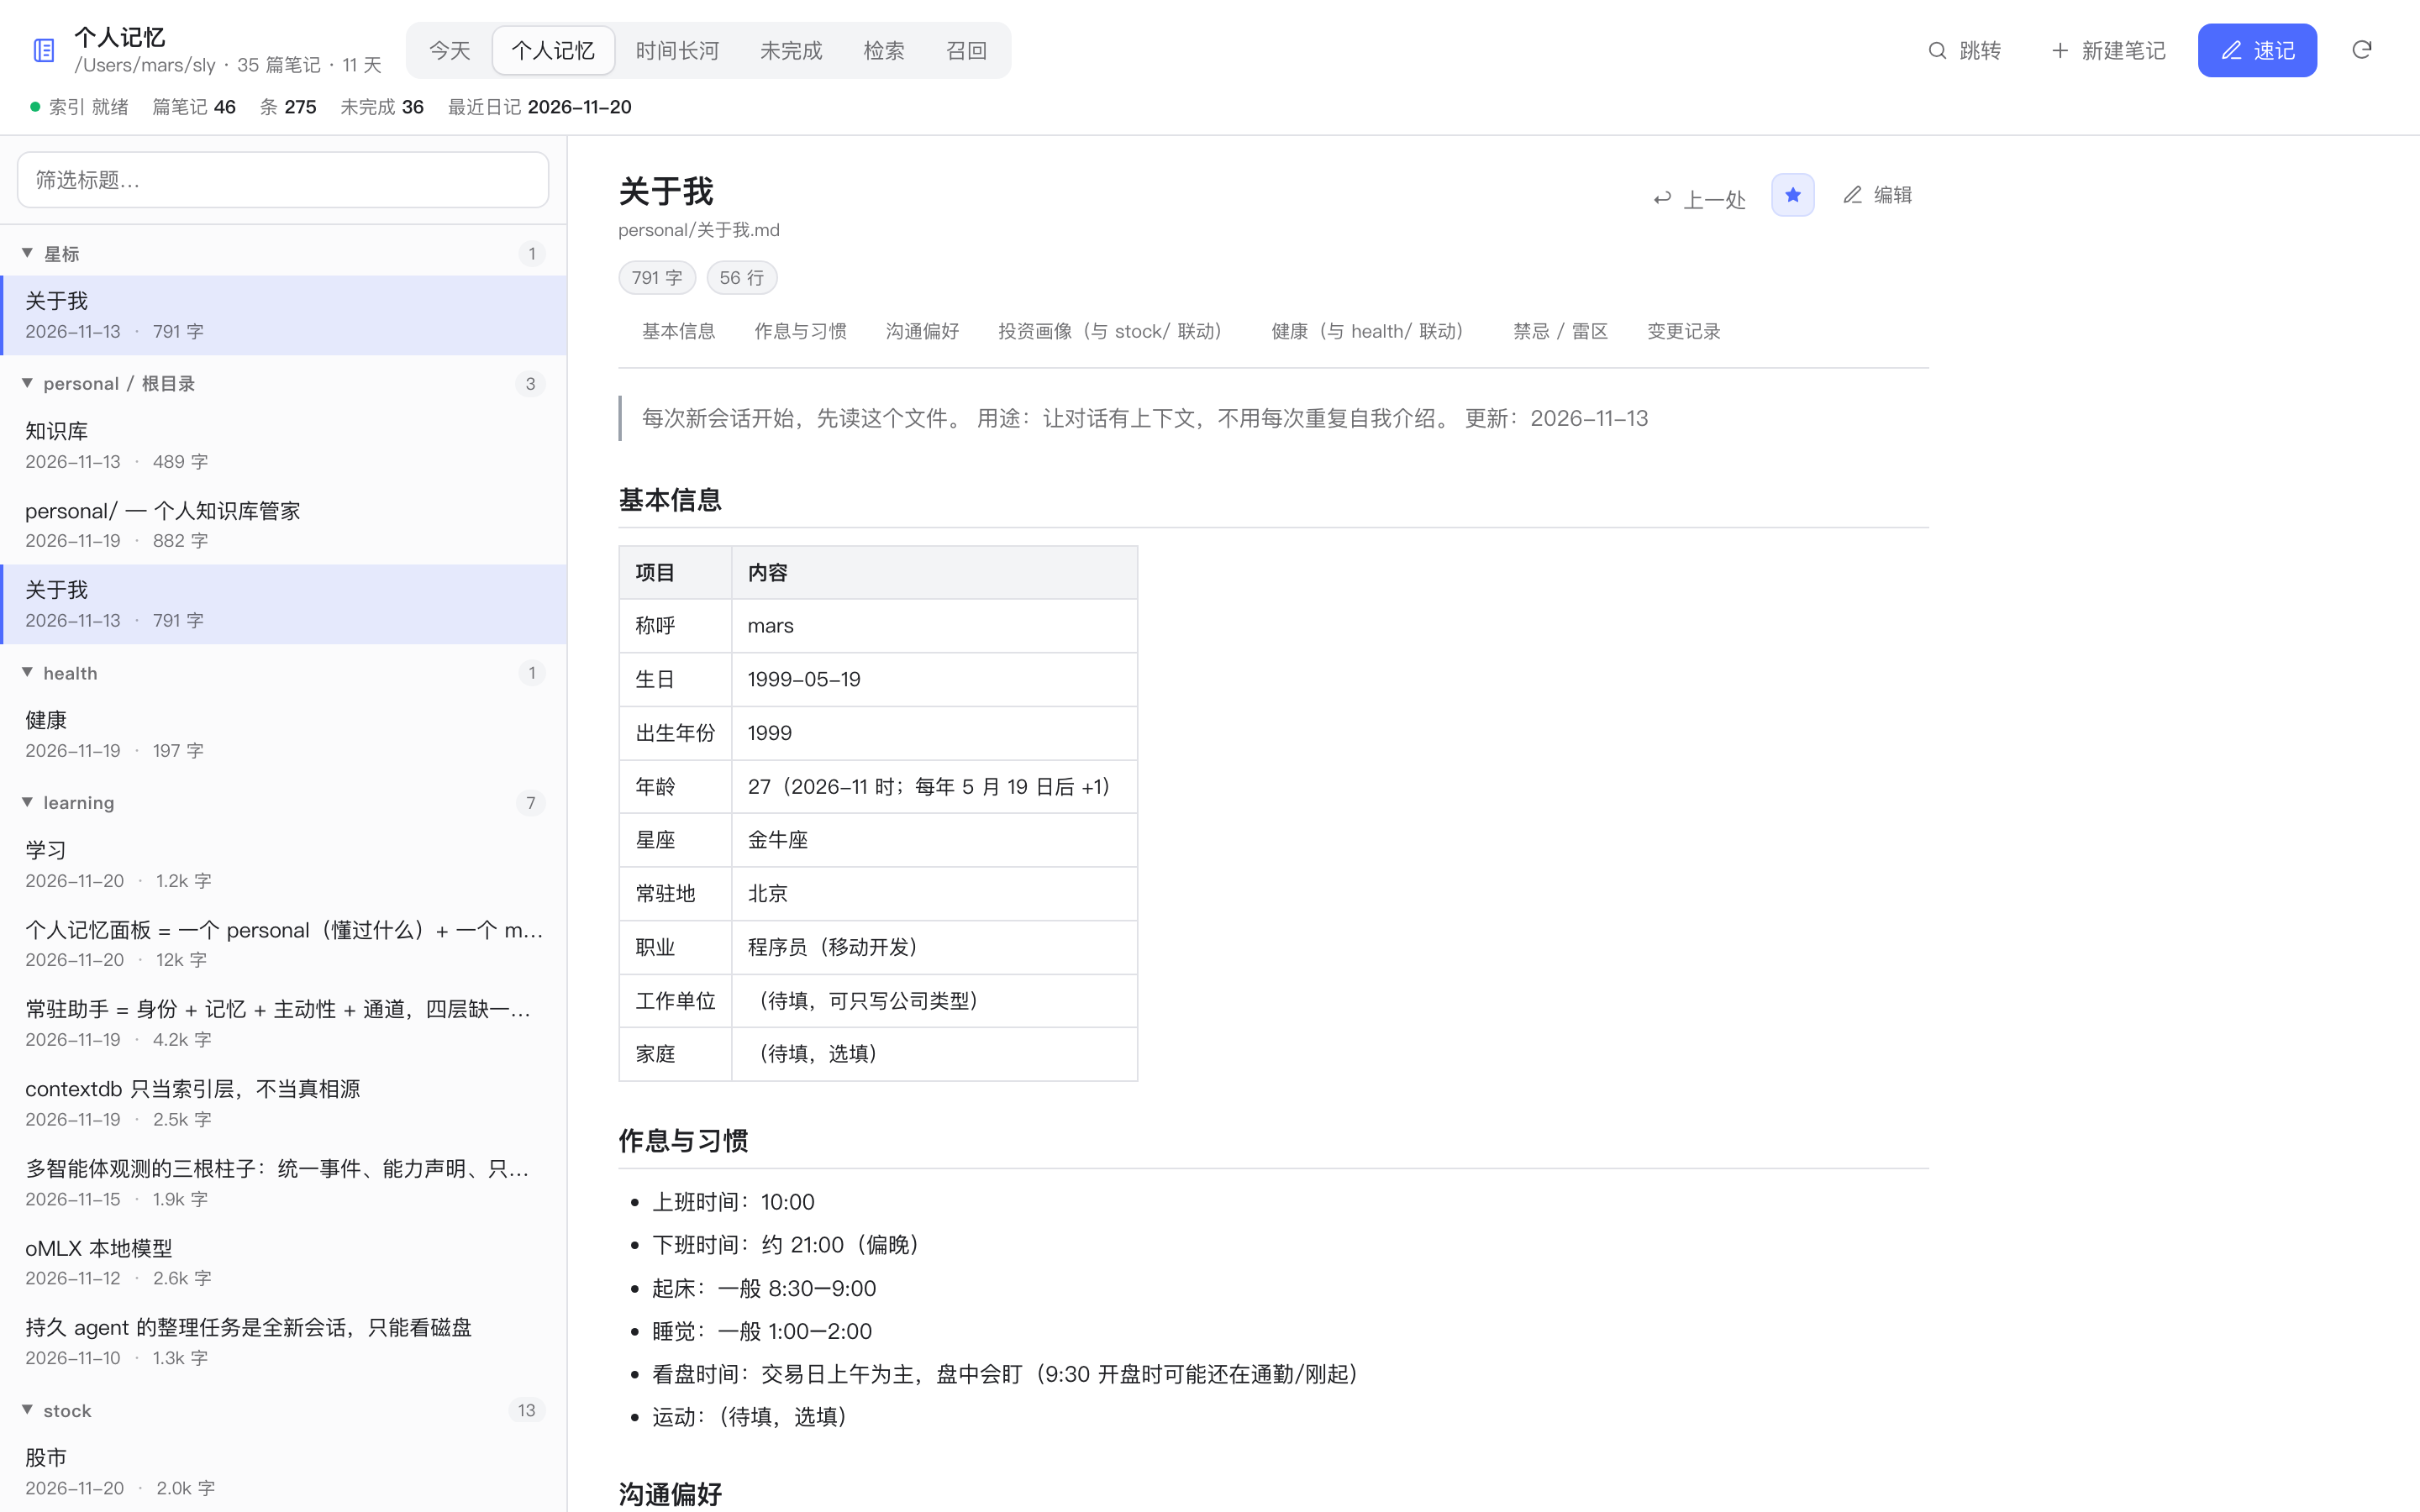 个人记忆
/Users/mars/sly · 35 篇笔记 · 11 天
今天 个人记忆 时间长河 未完成 检索 召回
跳转 新建笔记 速记
索引 就绪 篇笔记 46 条 275 未完成 36 最近日记 2026-11-20
筛选标题…
星标 1
关于我
2026-11-13 · 791 字
personal / 根目录 3
知识库
2026-11-13 · 489 字
personal/ — 个人知识库管家
2026-11-19 · 882 字
关于我
2026-11-13 · 791 字
health 1
健康
2026-11-19 · 197 字
learning 7
学习
2026-11-20 · 1.2k 字
个人记忆面板 = 一个 personal（懂过什么）+ 一个 m…
2026-11-20 · 12k 字
常驻助手 = 身份 + 记忆 + 主动性 + 通道，四层缺一…
2026-11-19 · 4.2k 字
contextdb 只当索引层，不当真相源
2026-11-19 · 2.5k 字
多智能体观测的三根柱子：统一事件、能力声明、只…
2026-11-15 · 1.9k 字
oMLX 本地模型
2026-11-12 · 2.6k 字
持久 agent 的整理任务是全新会话，只能看磁盘
2026-11-10 · 1.3k 字
stock 13
股市
2026-11-20 · 2.0k 字
关于我
上一处 编辑
personal/关于我.md
791 字 56 行
基本信息 作息与习惯 沟通偏好 投资画像（与 stock/ 联动） 健康（与 health/ 联动） 禁忌 / 雷区 变更记录
每次新会话开始，先读这个文件。 用途：让对话有上下文，不用每次重复自我介绍。 更新：2026-11-13
基本信息
项目 内容
称呼 mars
生日 1999-05-19
出生年份 1999
年龄 27（2026-11 时；每年 5 月 19 日后 +1）
星座 金牛座
常驻地 北京
职业 程序员（移动开发）
工作单位 （待填，可只写公司类型）
家庭 （待填，选填）
作息与习惯
• 上班时间：10:00
• 下班时间：约 21:00（偏晚）
• 起床：一般 8:30—9:00
• 睡觉：一般 1:00—2:00
• 看盘时间：交易日上午为主，盘中会盯（9:30 开盘时可能还在通勤/刚起）
• 运动：（待填，选填）
沟通偏好